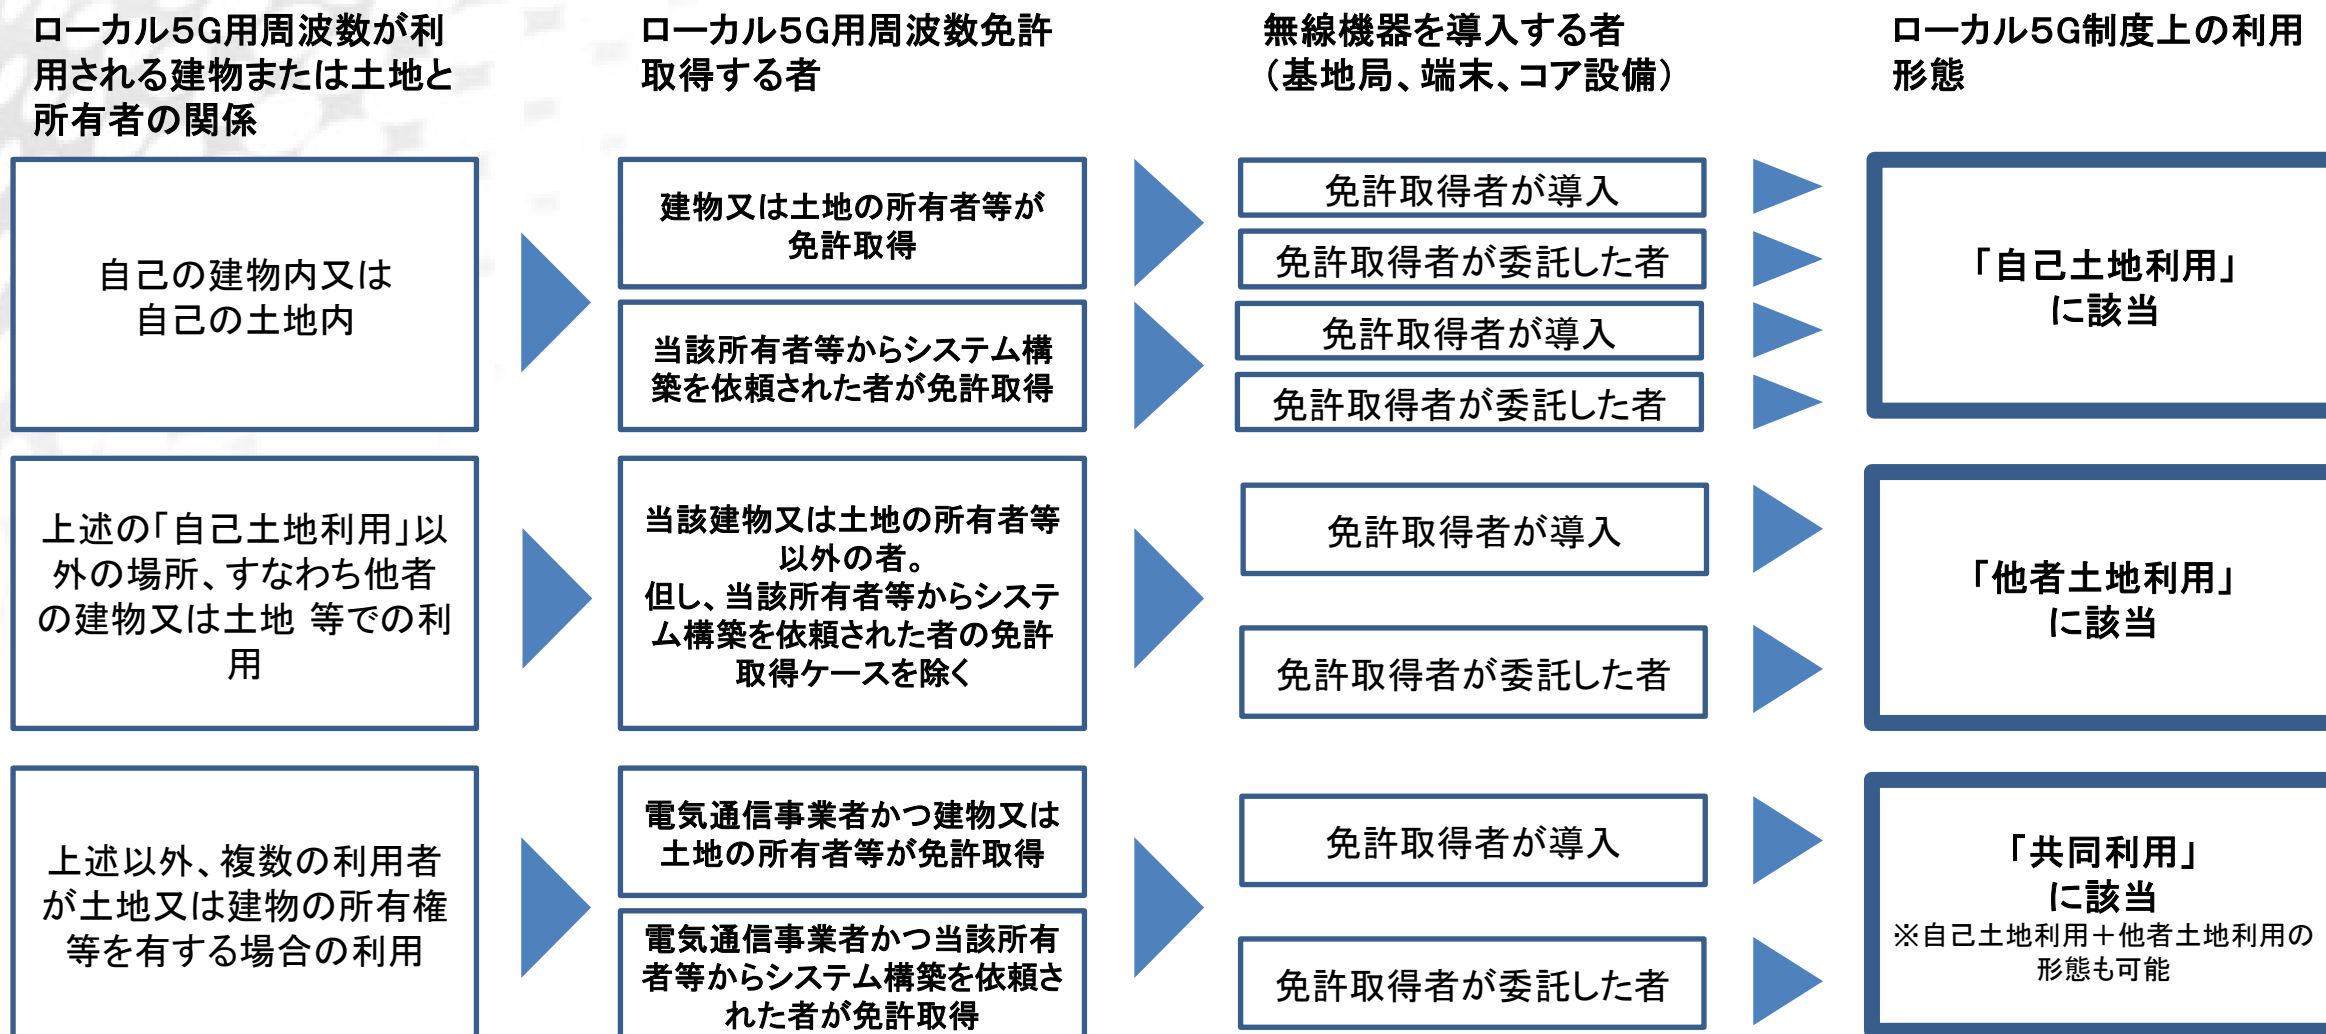 ローカル5G用周波数が利
用される建物または土地と
所有者の関係
ローカル5G用周波数免許
取得する者
無線機器を導入する者
（基地局、端末、コア設備）
ローカル5G制度上の利用
形態
自己の建物内又は
自己の土地内
建物又は土地の所有者等が
免許取得
当該所有者等からシステム構
築を依頼された者が免許取得
免許取得者が導入
免許取得者が委託した者
免許取得者が導入
免許取得者が委託した者
「自己土地利用」
に該当
上述の「自己土地利用」以
外の場所、すなわち他者
の建物又は土地 等での利
用
当該建物又は土地の所有者等
以外の者。
但し、当該所有者等からシステ
ム構築を依頼された者の免許
取得ケースを除く
免許取得者が導入
免許取得者が委託した者
「他者土地利用」
に該当
上述以外、複数の利用者
が土地又は建物の所有権
等を有する場合の利用
電気通信事業者かつ建物又は
土地の所有者等が免許取得
電気通信事業者かつ当該所有
者等からシステム構築を依頼さ
れた者が免許取得
免許取得者が導入
免許取得者が委託した者
「共同利用」
に該当
※自己土地利用＋他者土地利用の
形態も可能